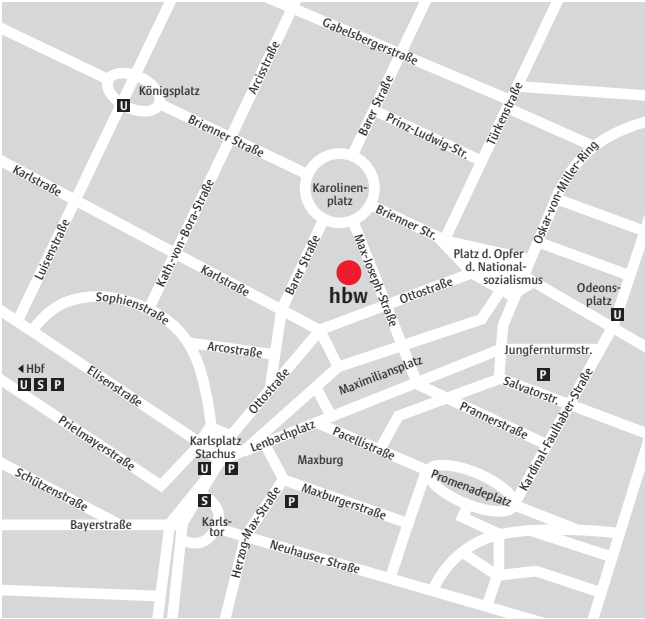 Gabelsbergerstraße
Arcisstraße
Königsplatz
U
Barer Straße
Türkenstraße
Brienner Straße
Prinz-Ludwig-Str.
Oskar-von-Miller-Ring
Karlstraße
Karolinen-
platz
Kath.-von-Bora-Straße
Brienner Str.
Luisenstraße
Barer Straße
Max-Joseph-Straße
Platz d. Opfer
d. National-
sozialismus
Karlstraße
hbw
Ottostraße
Odeons-
platz
U
Sophienstraße
Arcostraße
Jungfernturmstr.
P
Hbf
U S P
Elisenstraße
Ottostraße
Maximiliansplatz
Salvatorstr.
Kardinal-Faulhaber-Straße
Prannerstraße
Prielmayerstraße
Karlsplatz
Stachus
U P
Lenbachplatz
Pacellistraße
Maxburg
Promenadeplatz
Schützenstraße
S
P
Maxburgerstraße
Bayerstraße
Karls-
tor
Herzog-Max-Straße
Neuhauser Straße